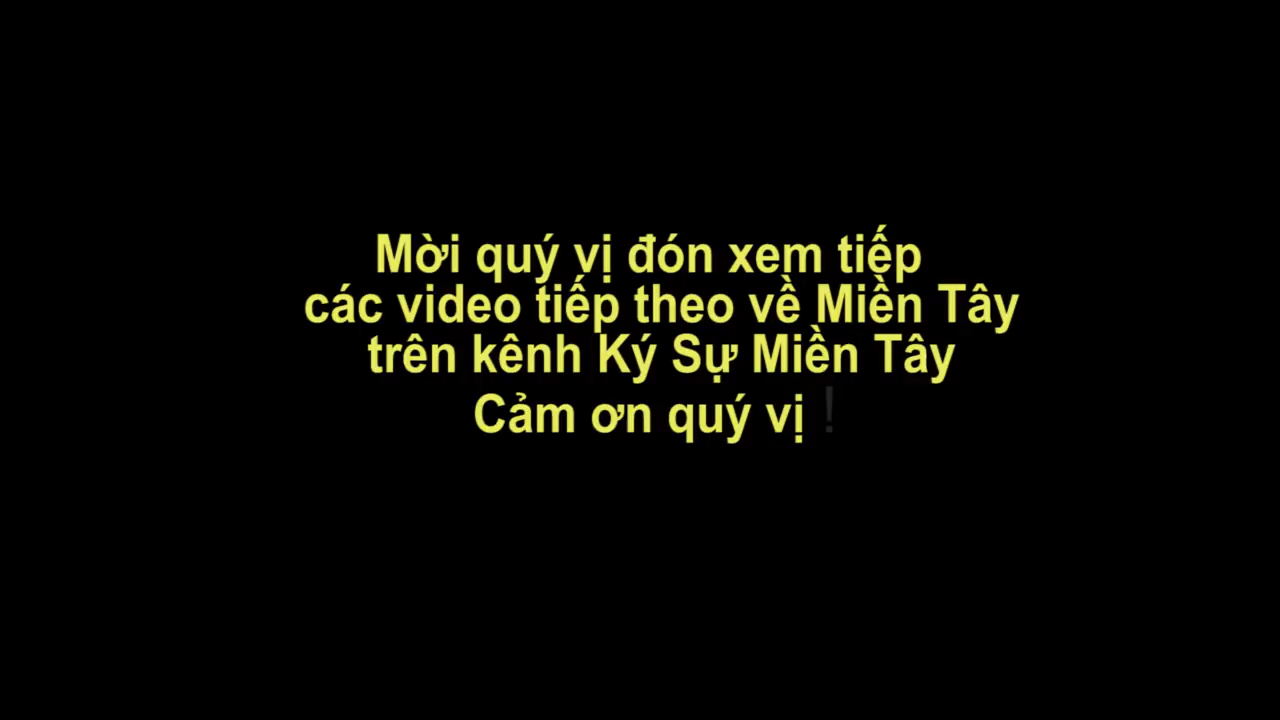 Mời quý vị đón xem tiếp
các video tiếp theo về Miền Tây
trên kênh Ký Sự Miền Tây
Cảm ơn quý vị !